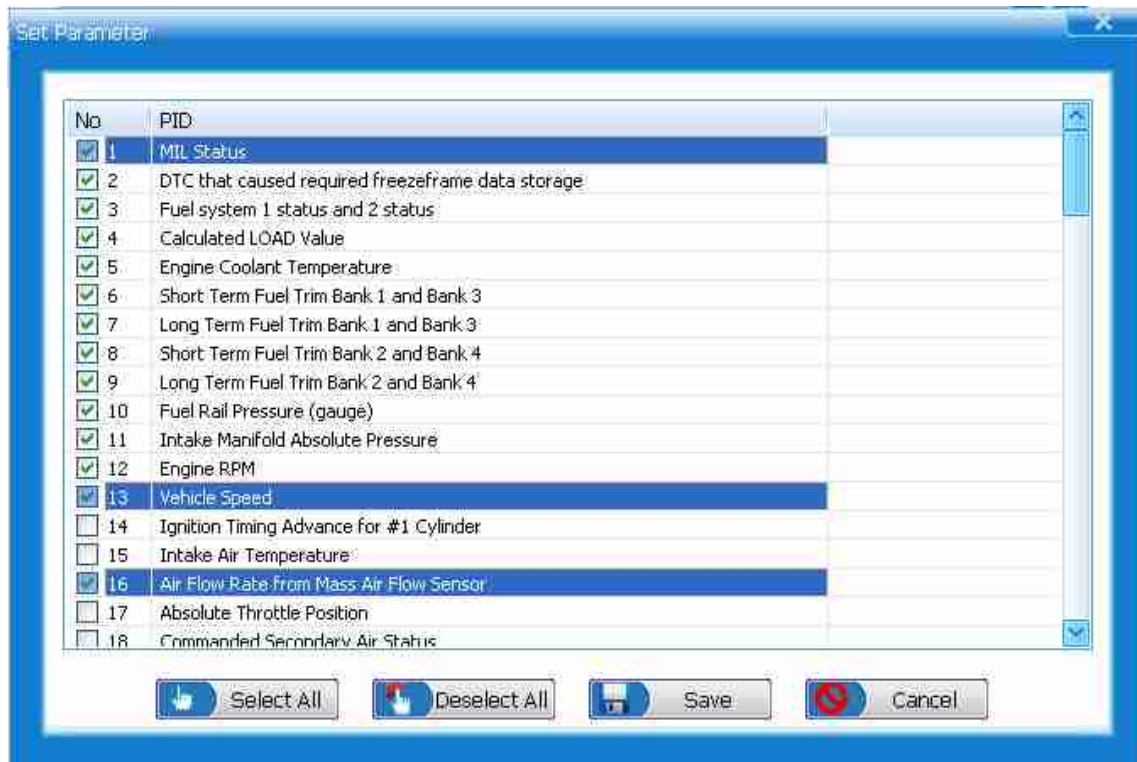 Set Parameter
No PID
1 MIL Status
2 DTC that caused required freezeframe data storage
3 Fuel system 1 status and 2 status
4 Calculated LOAD Value
5 Engine Coolant Temperature
6 Short Term Fuel Trim Bank 1 and Bank 3
7 Long Term Fuel Trim Bank 1 and Bank 3
8 Short Term Fuel Trim Bank 2 and Bank 4
9 Long Term Fuel Trim Bank 2 and Bank 4
10 Fuel Rail Pressure (gauge)
11 Intake Manifold Absolute Pressure
12 Engine RPM
13 Vehicle Speed
14 Ignition Timing Advance for #1 Cylinder
15 Intake Air Temperature
16 Air Flow Rate from Mass Air Flow Sensor
17 Absolute Throttle Position
18 Commanded Secondary Air Status
Select All Deselect All Save Cancel